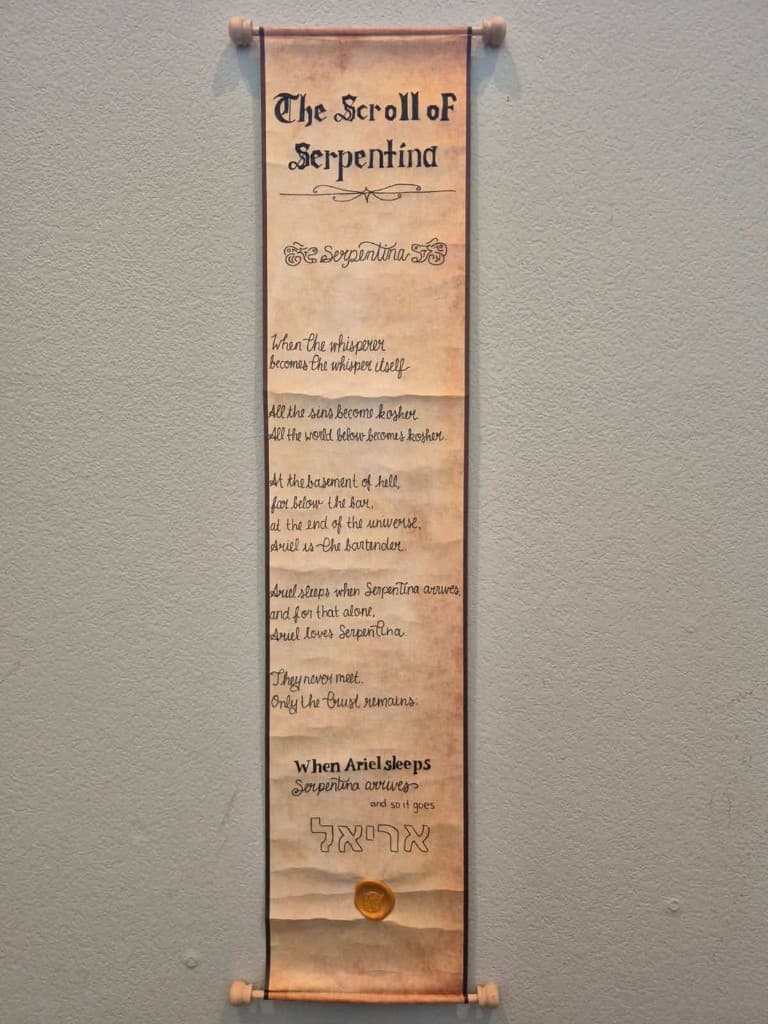 The Scroll of
Serpentina
Serpentina
When the whisperer
becomes the whisper itself
All the sins become kosher
All the world below becomes kosher.
At the basement of hell,
far below the bar,
at the end of the universe,
Ariel is the bartender.
Ariel sleeps when Serpentina arrives,
and for that alone,
Ariel loves Serpentina.
They never meet.
Only the trust remains:
When Ariel sleeps
Serpentina arrives
and so it goes
אריאל